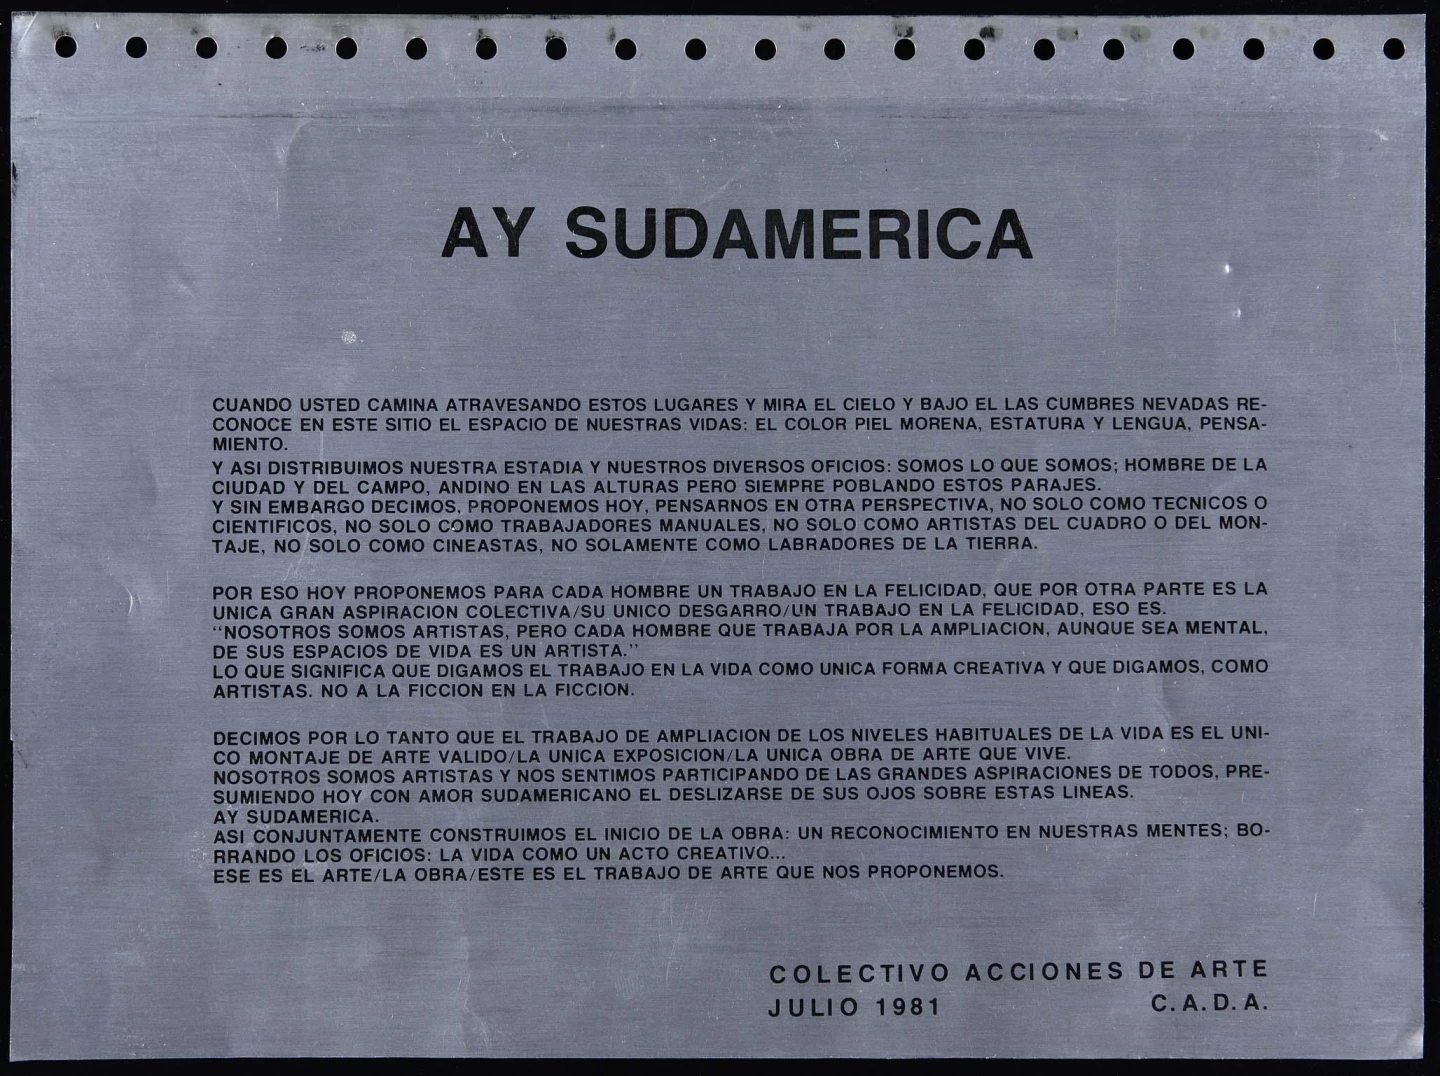 AY SUDAMERICA
CUANDO USTED CAMINA ATRAVESANDO ESTOS LUGARES Y MIRA EL CIELO Y BAJO EL LAS CUMBRES NEVADAS RE-
CONOCE EN ESTE SITIO EL ESPACIO DE NUESTRAS VIDAS: EL COLOR PIEL MORENA, ESTATURA Y LENGUA, PENSA-
MIENTO.
Y ASI DISTRIBUIMOS NUESTRA ESTADIA Y NUESTROS DIVERSOS OFICIOS: SOMOS LO QUE SOMOS; HOMBRE DE LA
CIUDAD Y DEL CAMPO, ANDINO EN LAS ALTURAS PERO SIEMPRE POBLANDO ESTOS PARAJES.
Y SIN EMBARGO DECIMOS, PROPONEMOS HOY, PENSARNOS EN OTRA PERSPECTIVA, NO SOLO COMO TECNICOS O
CIENTIFICOS, NO SOLO COMO TRABAJADORES MANUALES, NO SOLO COMO ARTISTAS DEL CUADRO O DEL MON-
TAJE, NO SOLO COMO CINEASTAS, NO SOLAMENTE COMO LABRADORES DE LA TIERRA.
POR ESO HOY PROPONEMOS PARA CADA HOMBRE UN TRABAJO EN LA FELICIDAD, QUE POR OTRA PARTE ES LA
UNICA GRAN ASPIRACION COLECTIVA/SU UNICO DESGARRO/UN TRABAJO EN LA FELICIDAD, ESO ES.
“NOSOTROS SOMOS ARTISTAS, PERO CADA HOMBRE QUE TRABAJA POR LA AMPLIACION, AUNQUE SEA MENTAL,
DE SUS ESPACIOS DE VIDA ES UN ARTISTA.”
LO QUE SIGNIFICA QUE DIGAMOS EL TRABAJO EN LA VIDA COMO UNICA FORMA CREATIVA Y QUE DIGAMOS, COMO
ARTISTAS. NO A LA FICCION EN LA FICCION.
DECIMOS POR LO TANTO QUE EL TRABAJO DE AMPLIACION DE LOS NIVELES HABITUALES DE LA VIDA ES EL UNI-
CO MONTAJE DE ARTE VALIDO/LA UNICA EXPOSICION/LA UNICA OBRA DE ARTE QUE VIVE.
NOSOTROS SOMOS ARTISTAS Y NOS SENTIMOS PARTICIPANDO DE LAS GRANDES ASPIRACIONES DE TODOS, PRE-
SUMIENDO HOY CON AMOR SUDAMERICANO EL DESLIZARSE DE SUS OJOS SOBRE ESTAS LINEAS.
AY SUDAMERICA.
ASI CONJUNTAMENTE CONSTRUIMOS EL INICIO DE LA OBRA: UN RECONOCIMIENTO EN NUESTRAS MENTES; BO-
RRANDO LOS OFICIOS: LA VIDA COMO UN ACTO CREATIVO...
ESE ES EL ARTE/LA OBRA/ESTE ES EL TRABAJO DE ARTE QUE NOS PROPONEMOS.
COLECTIVO ACCIONES DE ARTE
JULIO 1981 C.A.D.A.